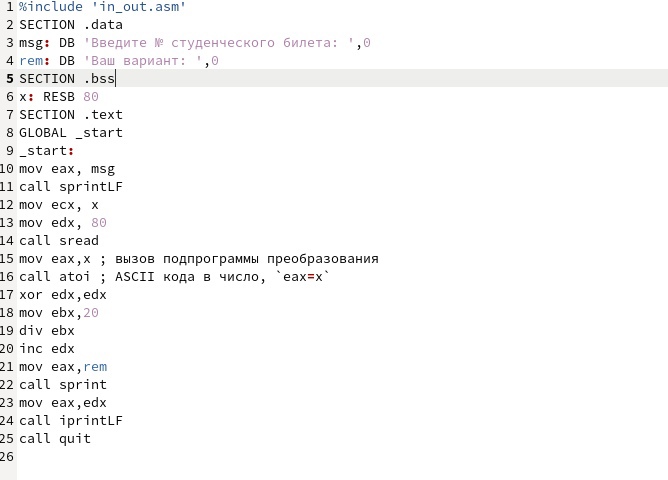 1 %include 'in_out.asm'
2 SECTION .data
3 msg: DB 'Введите № студенческого билета: ',0
4 rem: DB 'Ваш вариант: ',0
5 SECTION .bss
6 x: RESB 80
7 SECTION .text
8 GLOBAL _start
9 _start:
10 mov eax, msg
11 call sprintLF
12 mov ecx, x
13 mov edx, 80
14 call sread
15 mov eax,x ; вызов подпрограммы преобразования
16 call atoi ; ASCII кода в число, `eax=x`
17 xor edx,edx
18 mov ebx,20
19 div ebx
20 inc edx
21 mov eax,rem
22 call sprint
23 mov eax,edx
24 call iprintLF
25 call quit
26